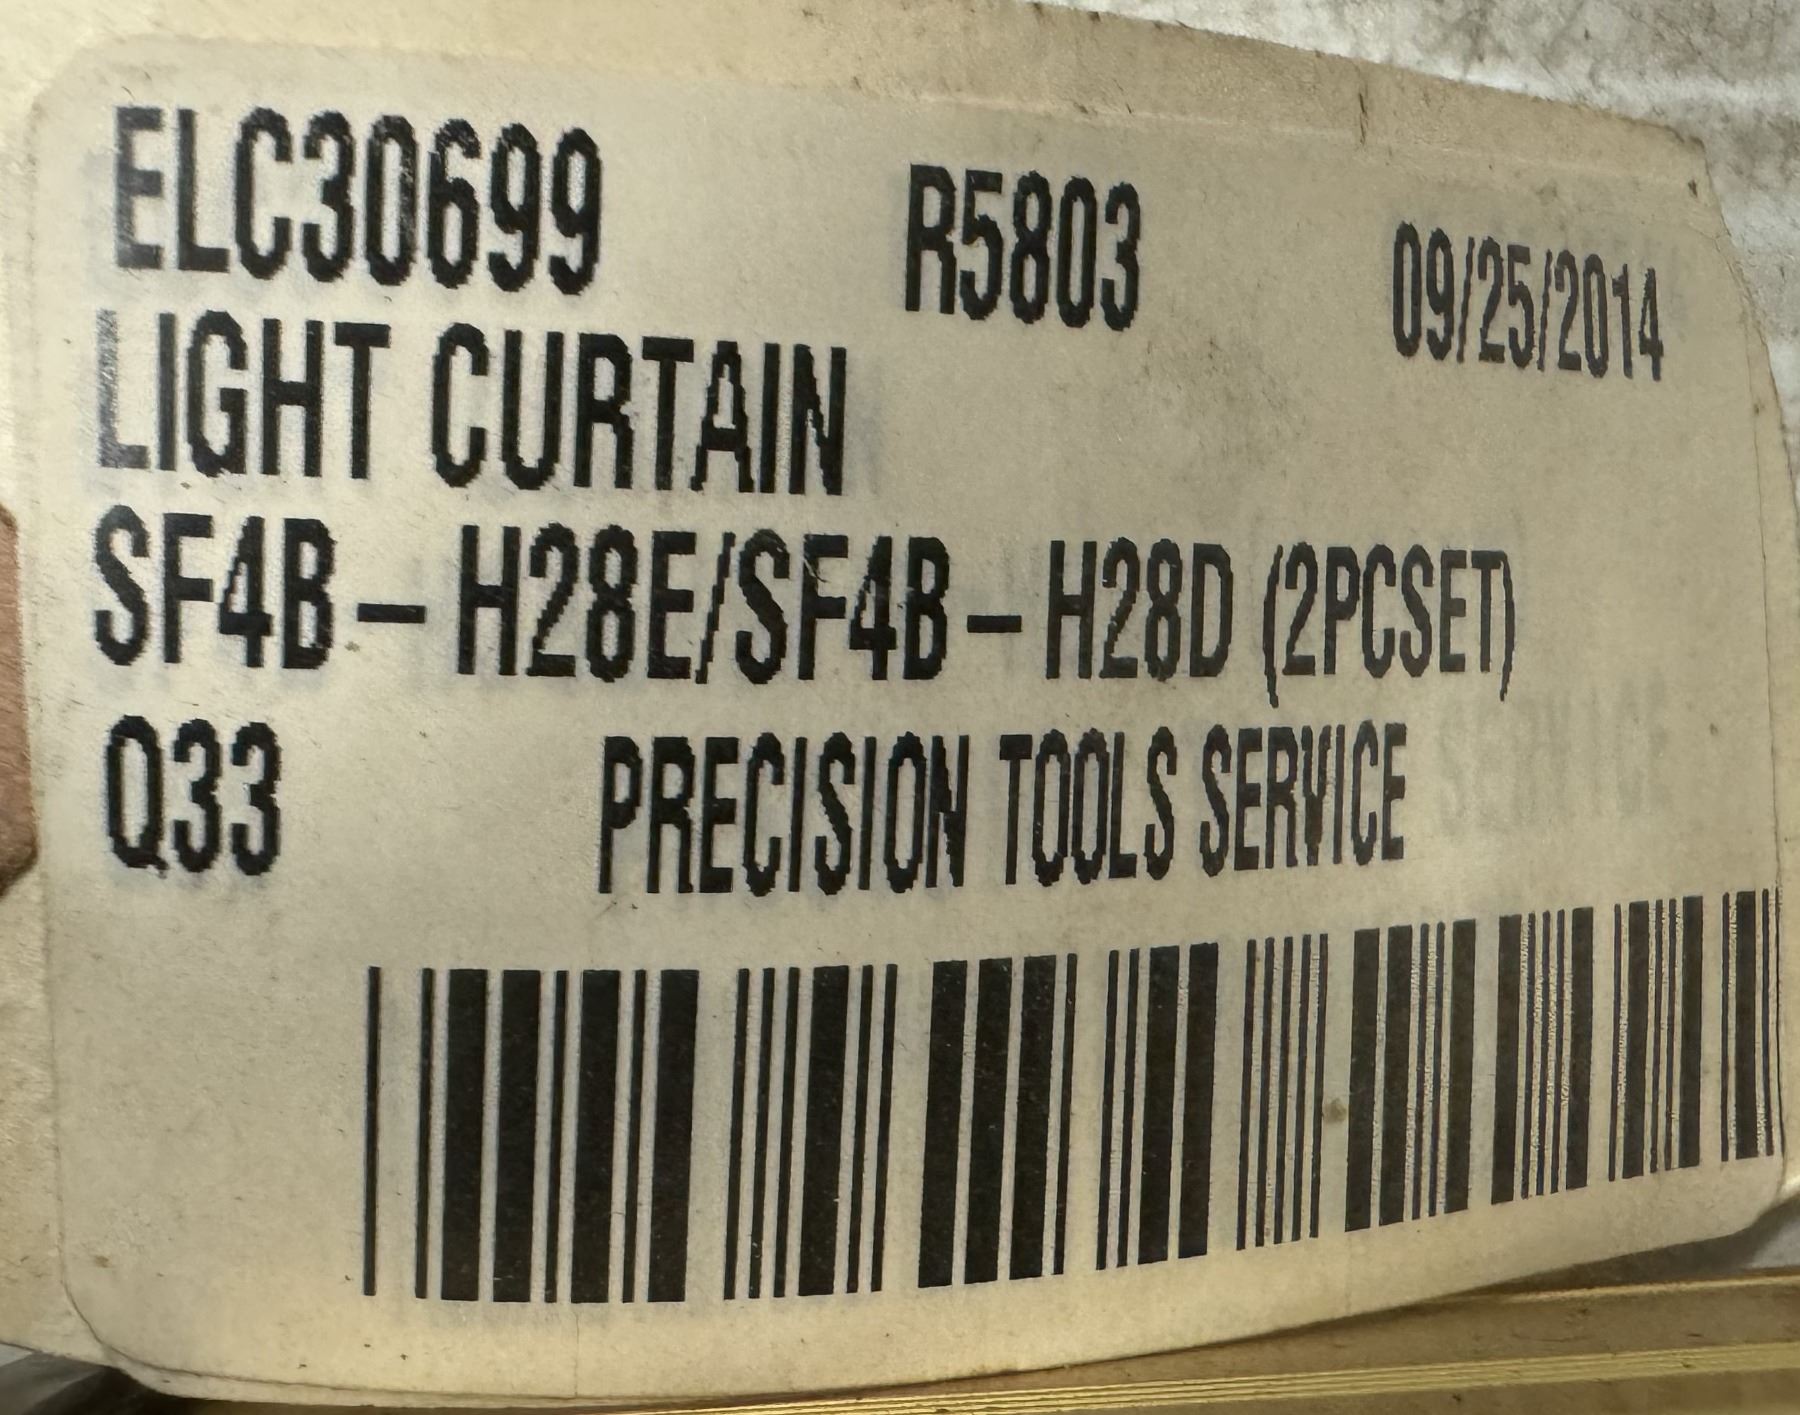 ELC30699 R5803 09/25/2014
LIGHT CURTAIN
SF4B-H28E/SF4B-H28D (2PCSET)
Q33 PRECISION TOOLS SERVICE